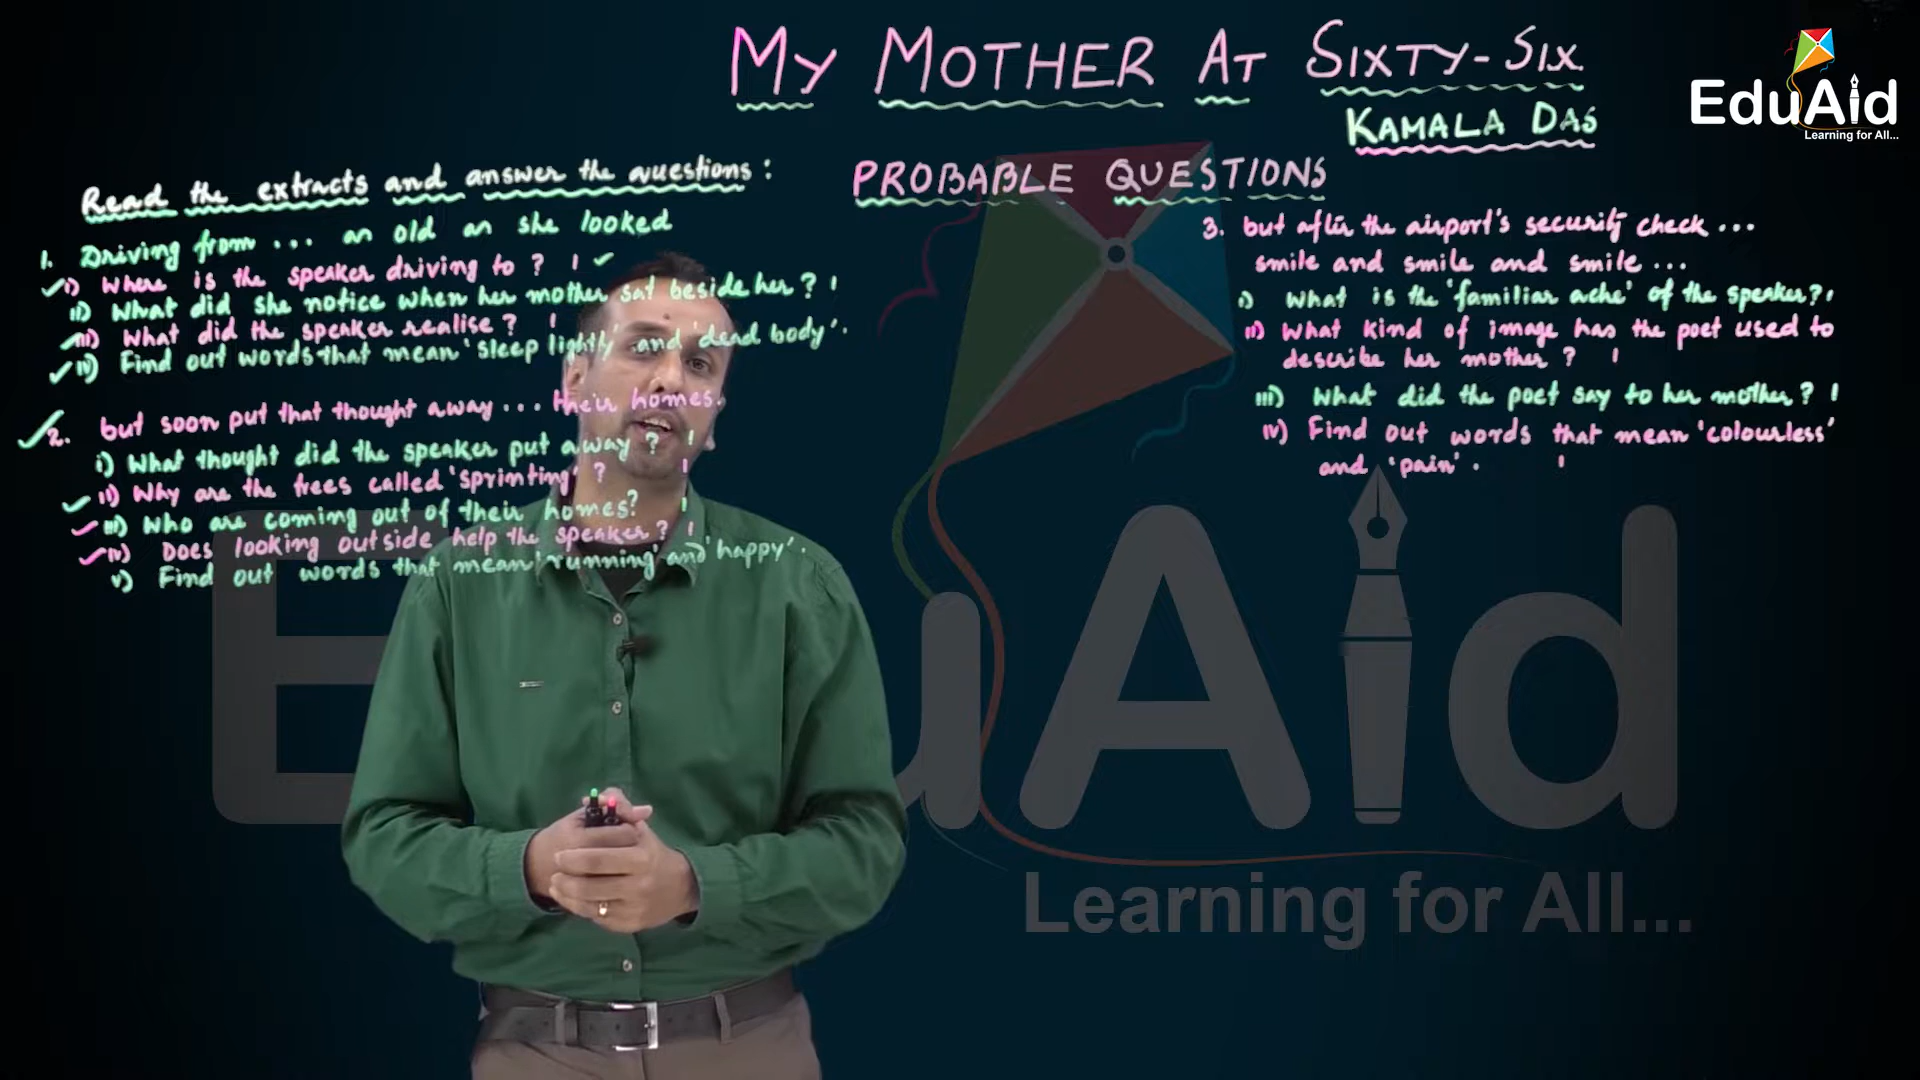 MY MOTHER AT SIXTY-SIX
KAMALA DAS
EduAid
Learning for All...
PROBABLE QUESTIONS
Read the extracts and answer the questions:
1. Driving from... an old an she looked
i) Where is the speaker driving to? 1
ii) What did she notice when her mother sat beside her? 1
iii) What did the speaker realise? 1
iv) Find out words that mean 'sleep lightly' and 'dead body'.
2. but soon put that thought away... their homes.
i) What thought did the speaker put away? 1
ii) Why are the trees called 'sprinting'? 1
iii) Who are coming out of their homes? 1
iv) Does looking outside help the speaker? 1
v) Find out words that mean 'running' and 'happy'.
3. but after the airport's security check...
smile and smile and smile...
i) What is the 'familiar ache' of the speaker? 1
ii) What kind of image has the poet used to
describe her mother? 1
iii) What did the poet say to her mother? 1
iv) Find out words that mean 'colourless'
and 'pain'. 1
EduAid
Learning for All...